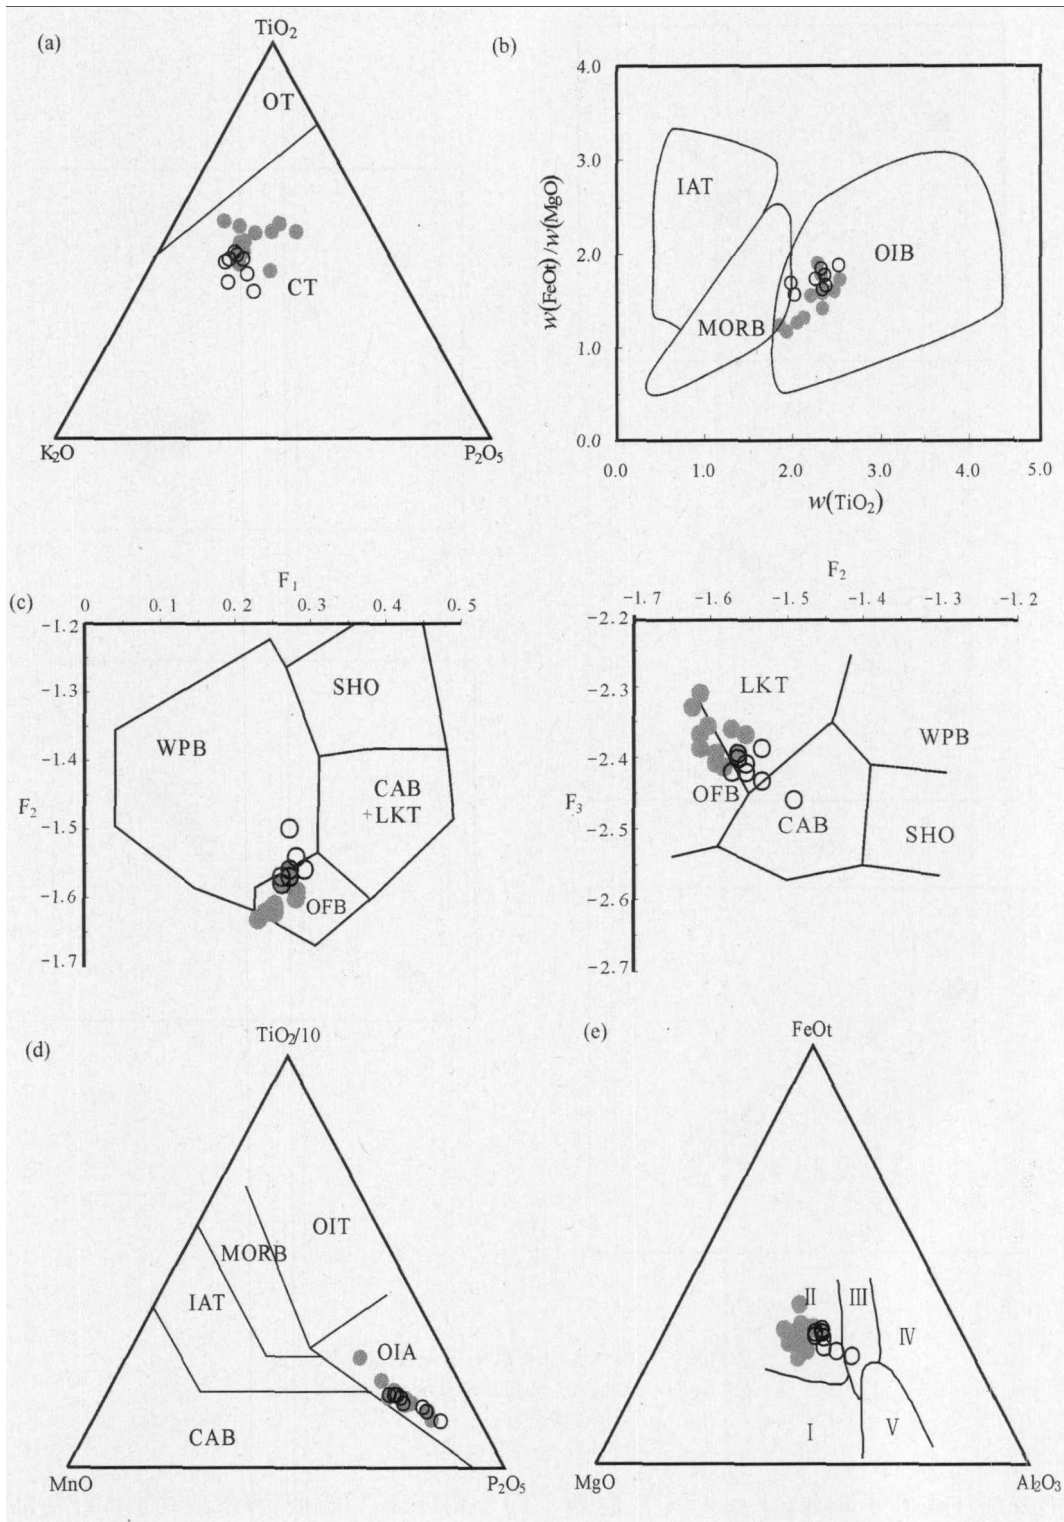 (a)
TiO₂
OT
CT
K₂O
P₂O₅
(b)
4.0
3.0
2.0
1.0
0.0
w(FeOt)/w(MgO)
IAT
MORB
OIB
0.0 1.0 2.0 3.0 4.0 5.0
w(TiO₂)
(c)
F₁
0 0.1 0.2 0.3 0.4 0.5
-1.2
-1.3
-1.4
-1.5
-1.6
-1.7
F₂
WPB
SHO
CAB
+LKT
OFB
F₂
-1.7 -1.6 -1.5 -1.4 -1.3 -1.2
-2.2
-2.3
-2.4
-2.5
-2.6
-2.7
F₃
LKT
WPB
OFB
CAB
SHO
(d)
TiO₂/10
OIT
MORB
IAT
OIA
CAB
MnO
P₂O₅
(e)
FeOt
II
III
IV
I
V
MgO
Al₂O₃